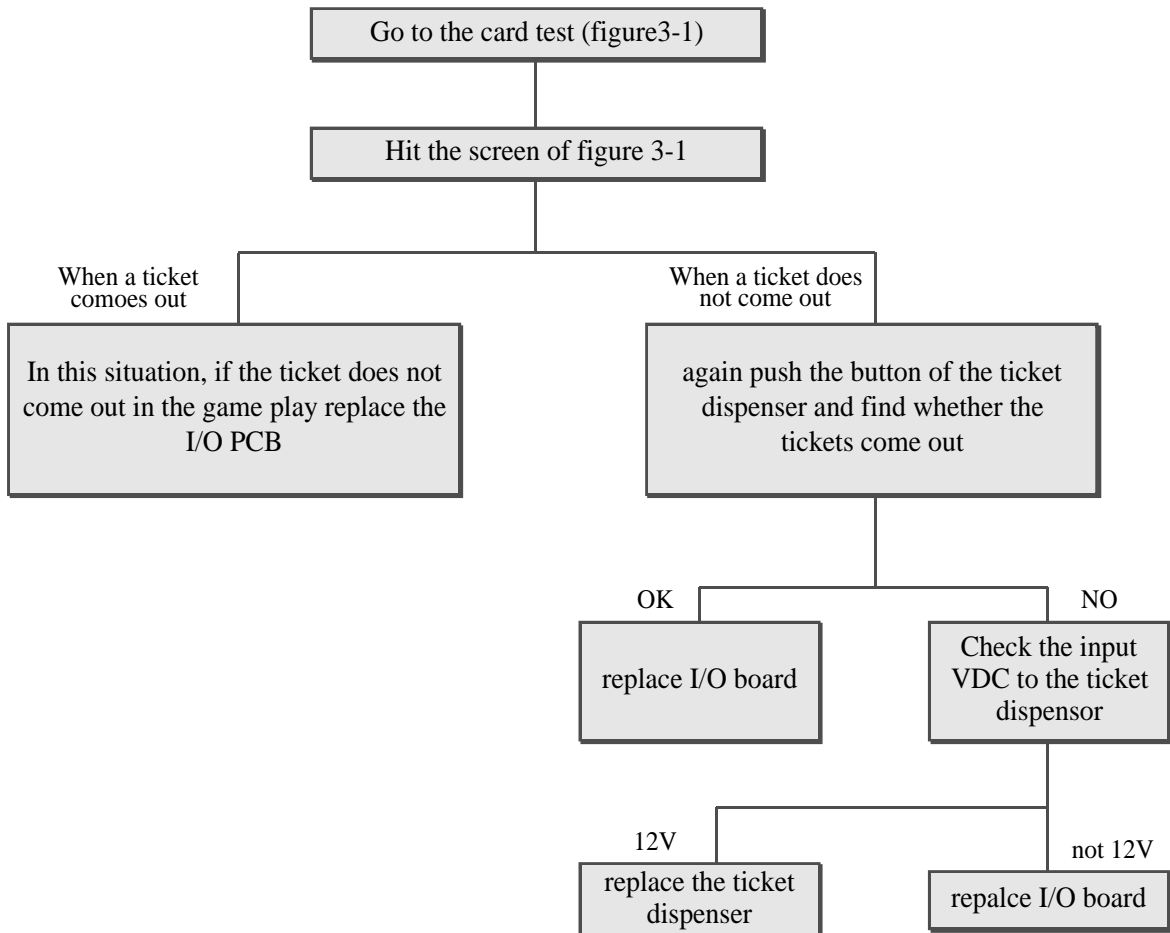 Go to the card test (figure3-1)
Hit the screen of figure 3-1
When a ticket
comoes out
When a ticket does
not come out
In this situation, if the ticket does not
come out in the game play replace the
I/O PCB
again push the button of the ticket
dispenser and find whether the
tickets come out
OK
NO
replace I/O board
Check the input
VDC to the ticket
dispensor
12V
not 12V
replace the ticket
dispenser
repalce I/O board